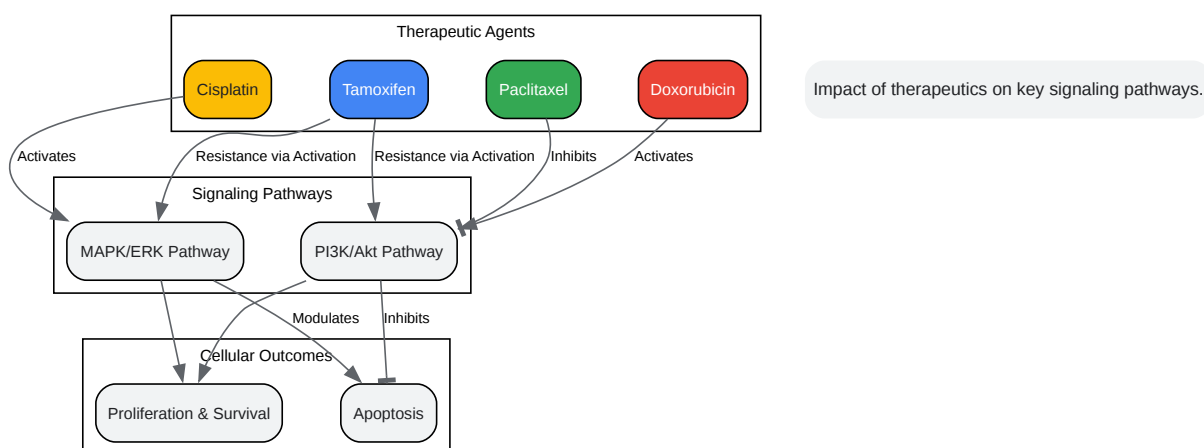 Therapeutic Agents
Cisplatin
Tamoxifen
Paclitaxel
Doxorubicin
Impact of therapeutics on key signaling pathways.
Activates
Resistance via Activation
Resistance via Activation
Inhibits
Activates
Signaling Pathways
MAPK/ERK Pathway
PI3K/Akt Pathway
Modulates
Inhibits
Cellular Outcomes
Proliferation & Survival
Apoptosis